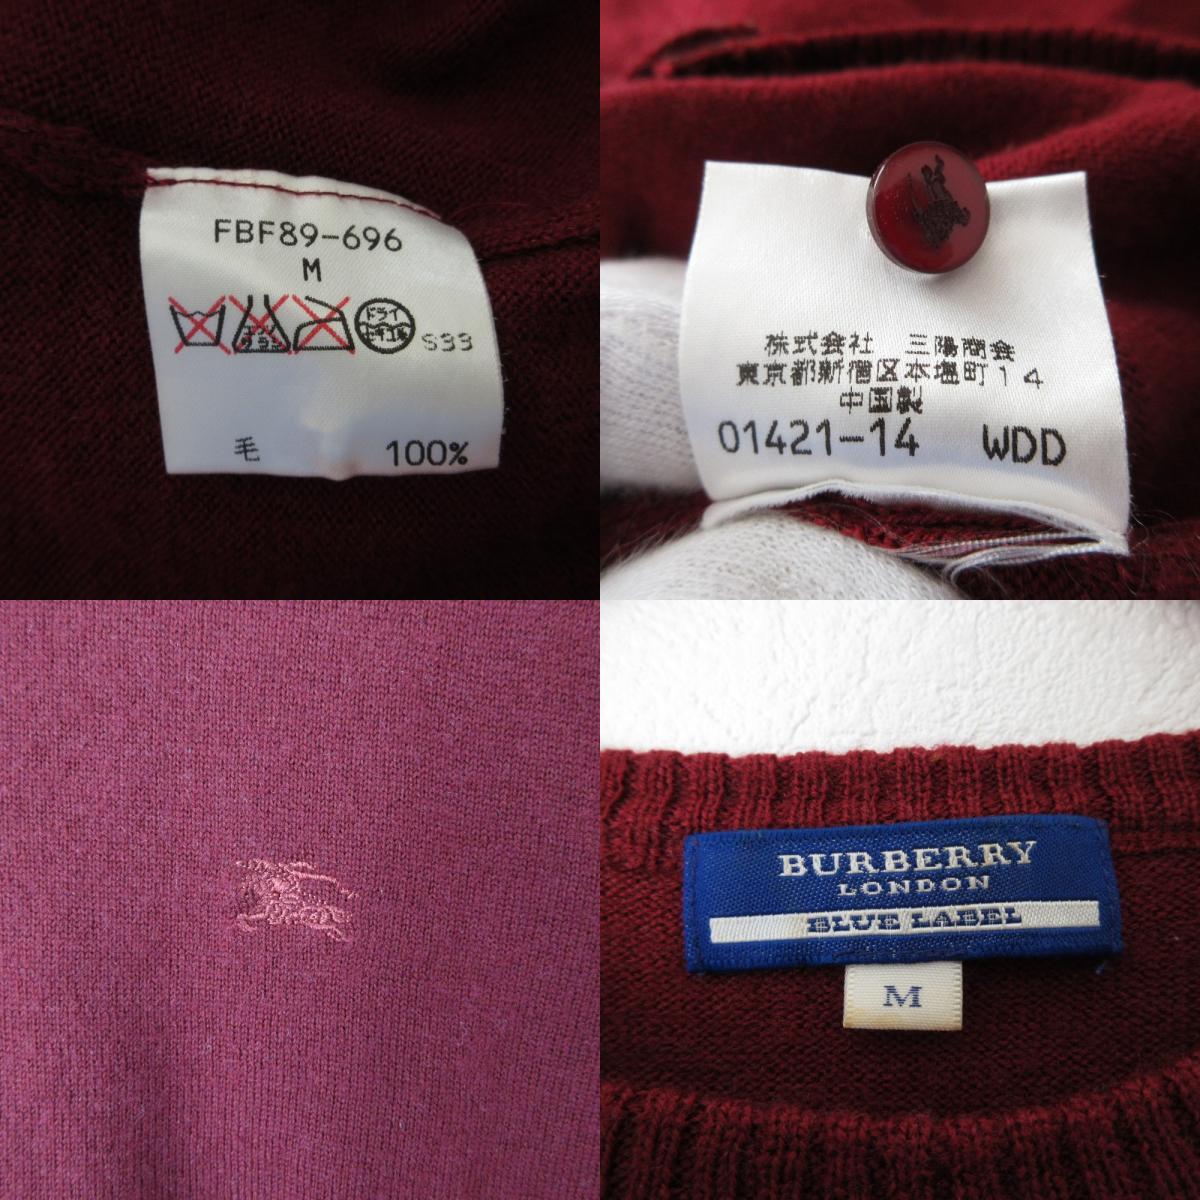 FBF89-696
M
ドライ
S33
毛 100%
株式会社 三陽商会
東京都新宿区本塩町14
中国製
01421-14 WDD
BURBERRY
LONDON
BLUE LABEL
M